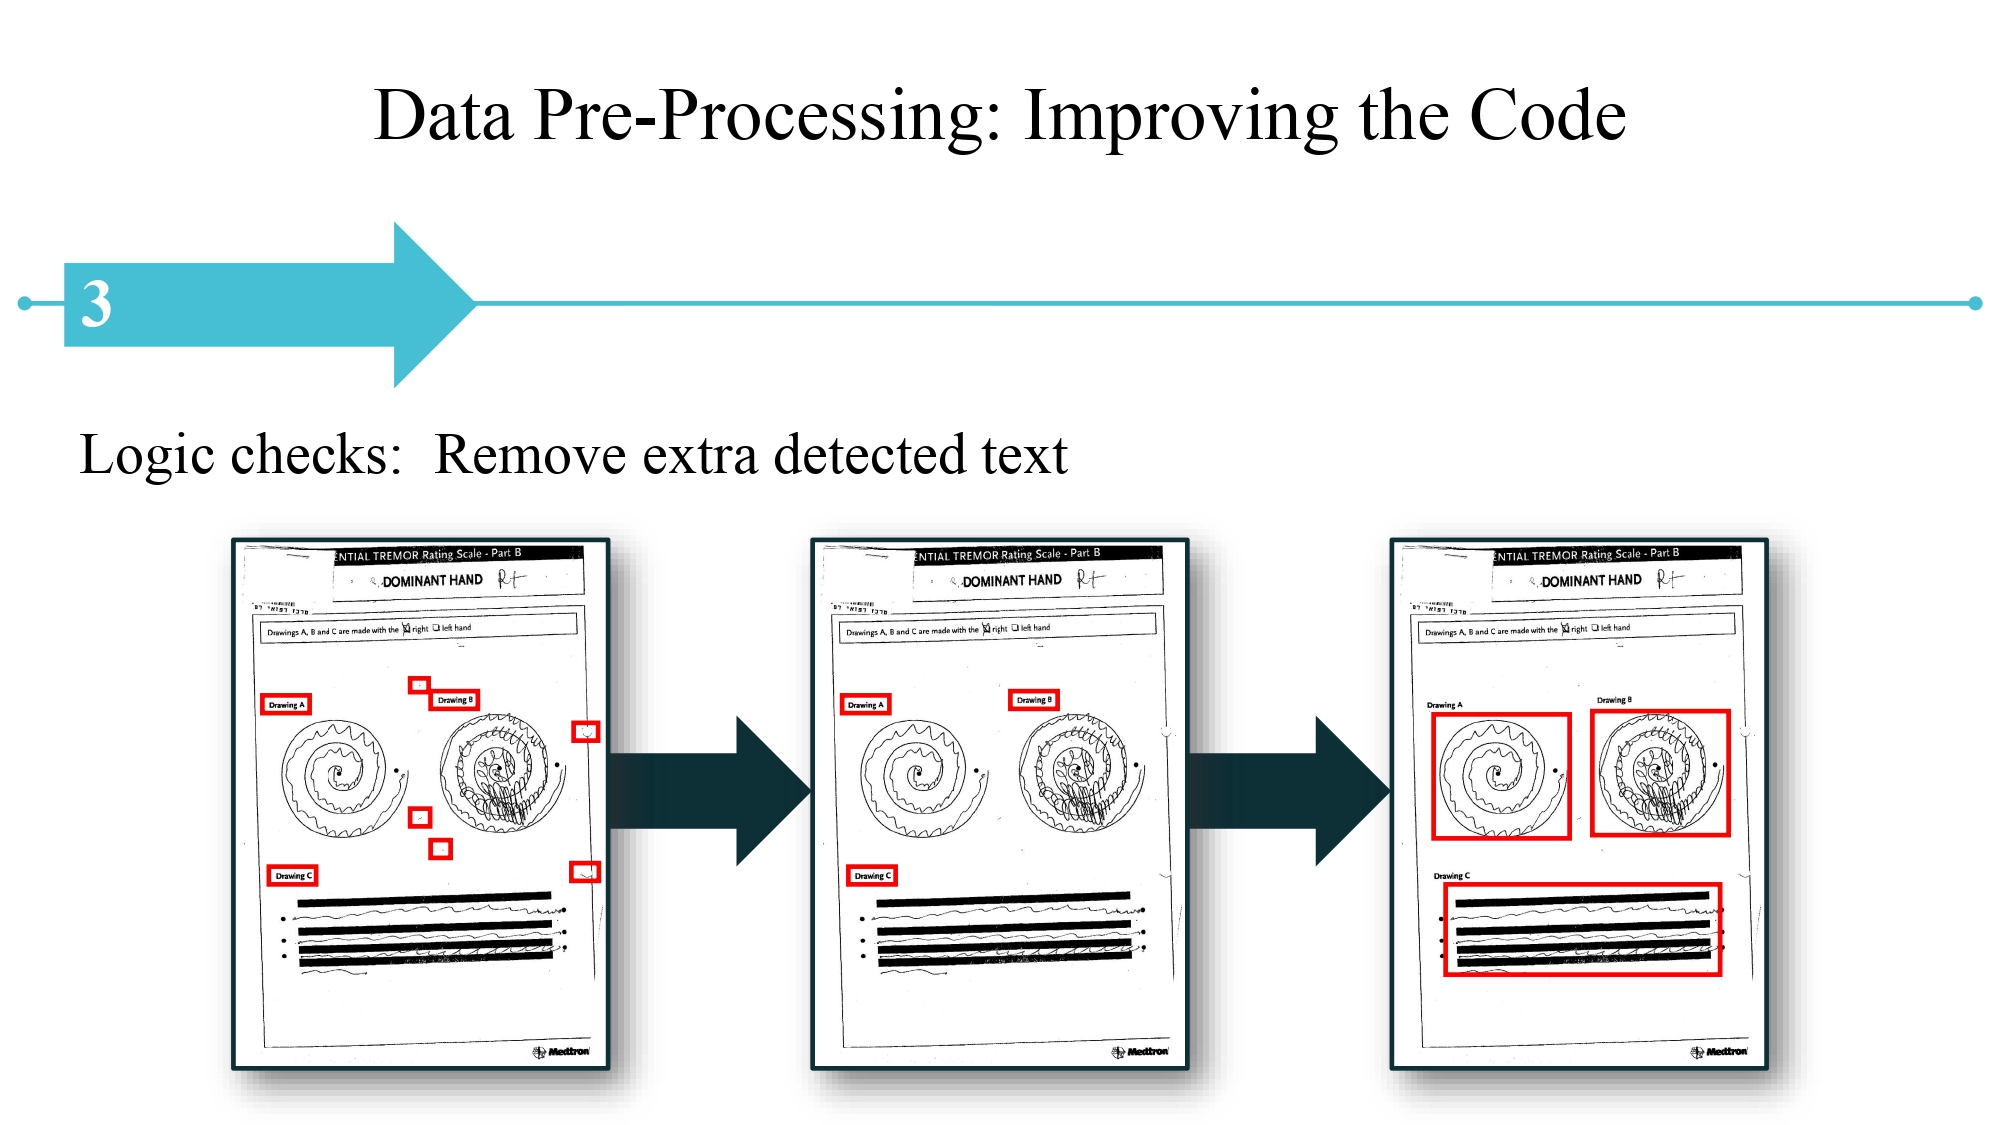 Data Pre-Processing: Improving the Code
3
Logic checks:  Remove extra detected text
ENTIAL TREMOR Rating Scale - Part B
DOMINANT HAND Rt
Drawings A, B and C are made with the right left hand
Drawing A
Drawing B
Drawing C
Medtron
ENTIAL TREMOR Rating Scale - Part B
DOMINANT HAND Rt
Drawings A, B and C are made with the right left hand
Drawing A
Drawing B
Drawing C
Medtron
ENTIAL TREMOR Rating Scale - Part B
DOMINANT HAND Rt
Drawings A, B and C are made with the right left hand
Drawing A
Drawing B
Drawing C
Medtron